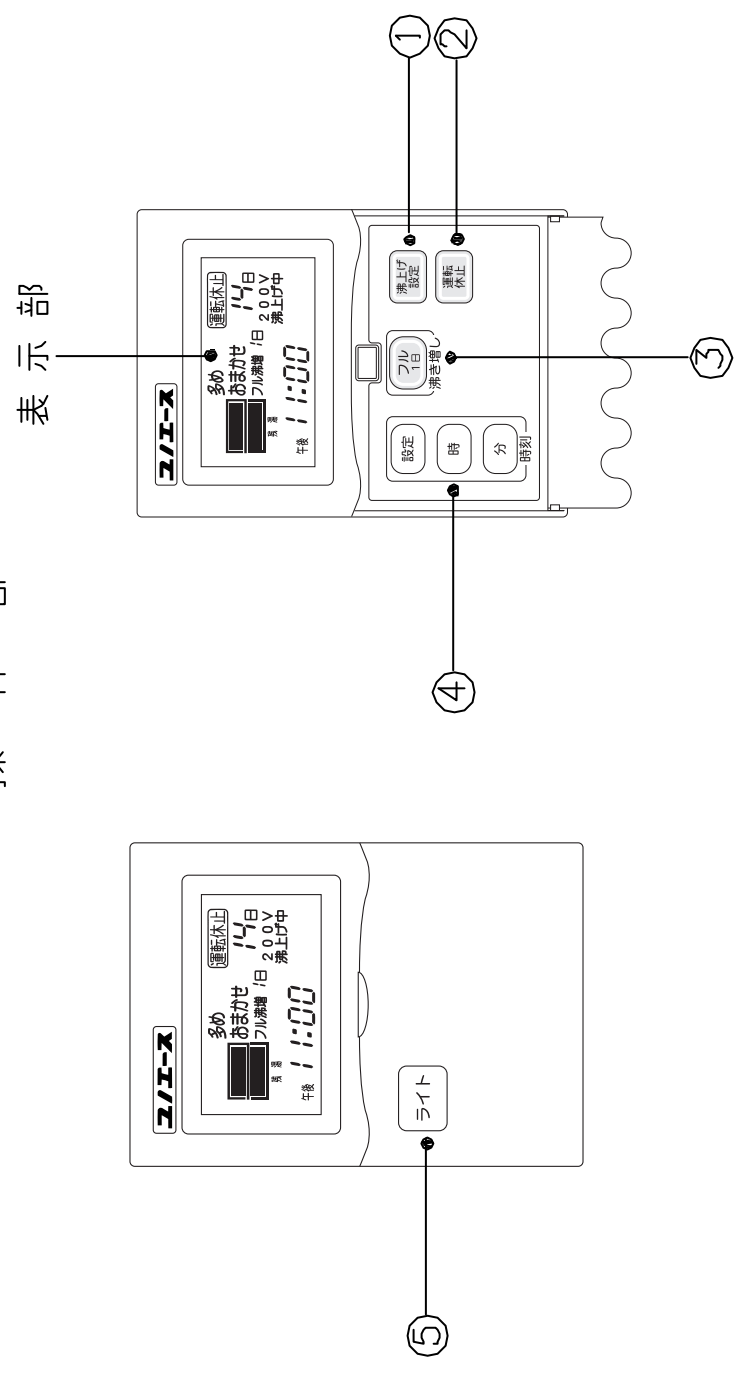 表示部
ユノエース
多め
運転休止
おまかせ
14日
フル沸増 1日
200V
残湯
沸上げ中
午後
11:00
設定
時
分
時刻
フル
1日
沸き増し
沸上げ
設定
運転
休止
①
②
③
④
ユノエース
多め
運転休止
おまかせ
14日
フル沸増 1日
200V
残湯
沸上げ中
午後
11:00
ライト
⑤